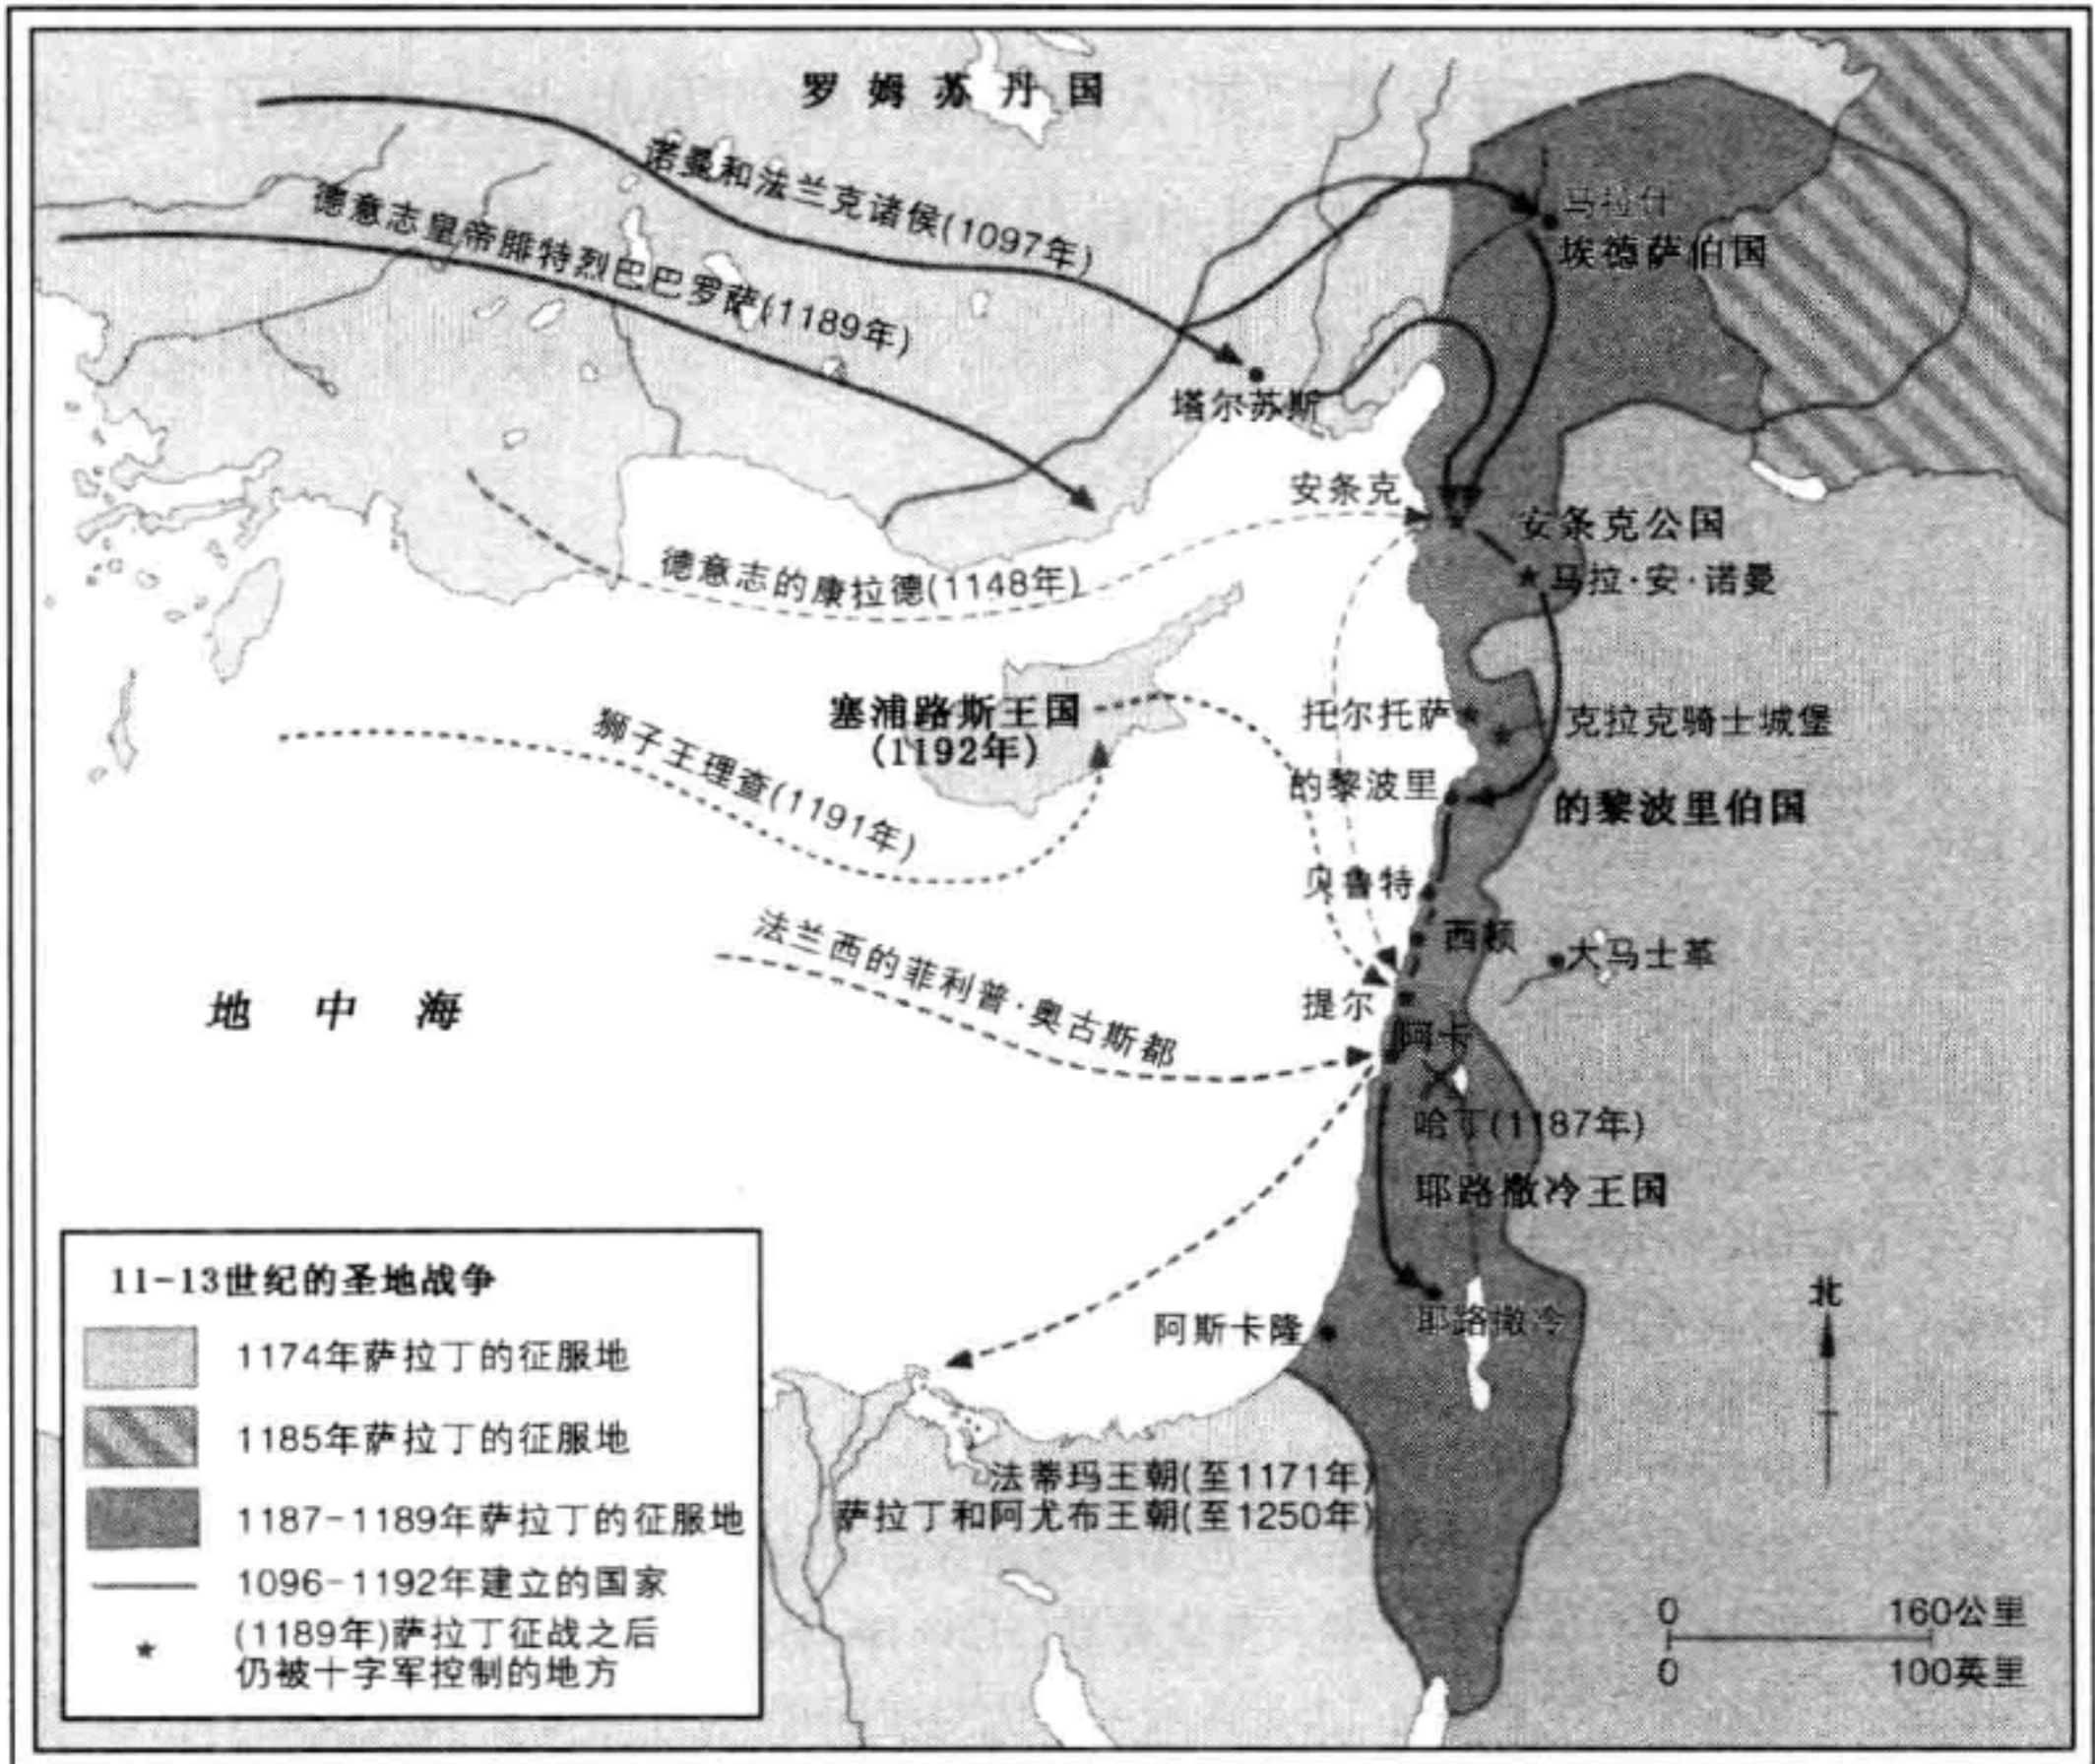 罗姆苏丹国
诺曼和法兰克诸侯(1097年)
德意志皇帝腓特烈巴巴罗萨(1189年)
马拉什
埃德萨伯国
塔尔苏斯
安条克
安条克公国
德意志的康拉德(1148年)
马拉·安·诺曼
塞浦路斯王国
(1192年)
托尔托萨
克拉克骑士城堡
狮子王理查(1191年)
的黎波里
的黎波里伯国
贝鲁特
西顿
大马士革
法兰西的菲利普·奥古斯都
提尔
地中海
阿卡
哈丁(1187年)
耶路撒冷王国
耶路撒冷
阿斯卡隆
北
法蒂玛王朝(至1171年)
萨拉丁和阿尤布王朝(至1250年)
11-13世纪的圣地战争
1174年萨拉丁的征服地
1185年萨拉丁的征服地
1187-1189年萨拉丁的征服地
1096-1192年建立的国家
(1189年)萨拉丁征战之后
仍被十字军控制的地方
0 160公里
0 100英里